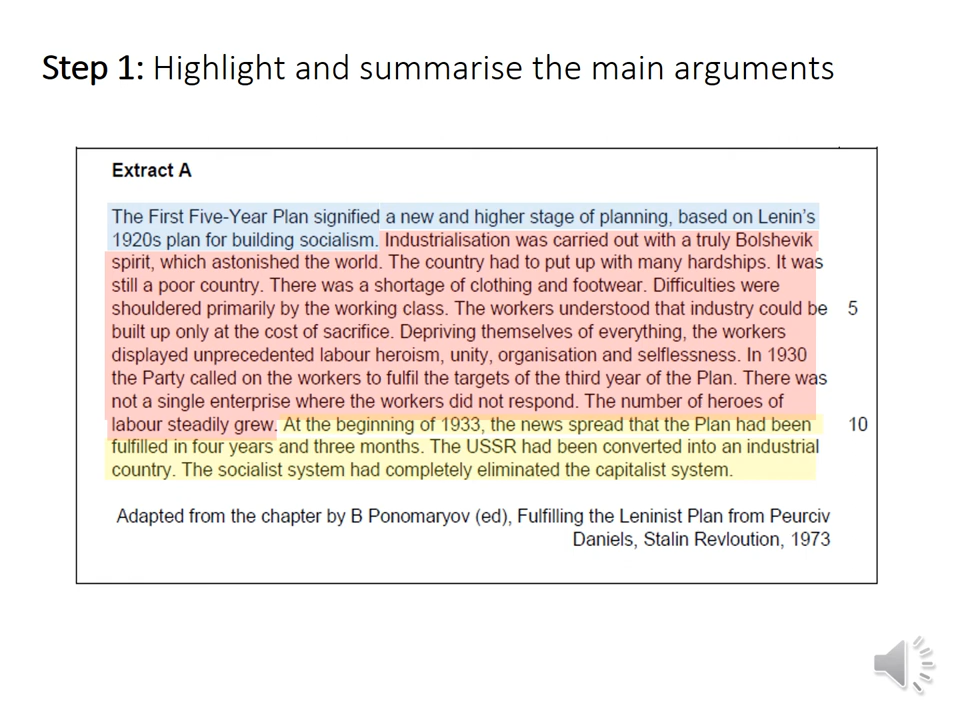 Step 1: Highlight and summarise the main arguments
Extract A
The First Five-Year Plan signified a new and higher stage of planning, based on Lenin's
1920s plan for building socialism. Industrialisation was carried out with a truly Bolshevik
spirit, which astonished the world. The country had to put up with many hardships. It was
still a poor country. There was a shortage of clothing and footwear. Difficulties were
shouldered primarily by the working class. The workers understood that industry could be 5
built up only at the cost of sacrifice. Depriving themselves of everything, the workers
displayed unprecedented labour heroism, unity, organisation and selflessness. In 1930
the Party called on the workers to fulfil the targets of the third year of the Plan. There was
not a single enterprise where the workers did not respond. The number of heroes of
labour steadily grew. At the beginning of 1933, the news spread that the Plan had been 10
fulfilled in four years and three months. The USSR had been converted into an industrial
country. The socialist system had completely eliminated the capitalist system.
Adapted from the chapter by B Ponomaryov (ed), Fulfilling the Leninist Plan from Peurciv
Daniels, Stalin Revloution, 1973